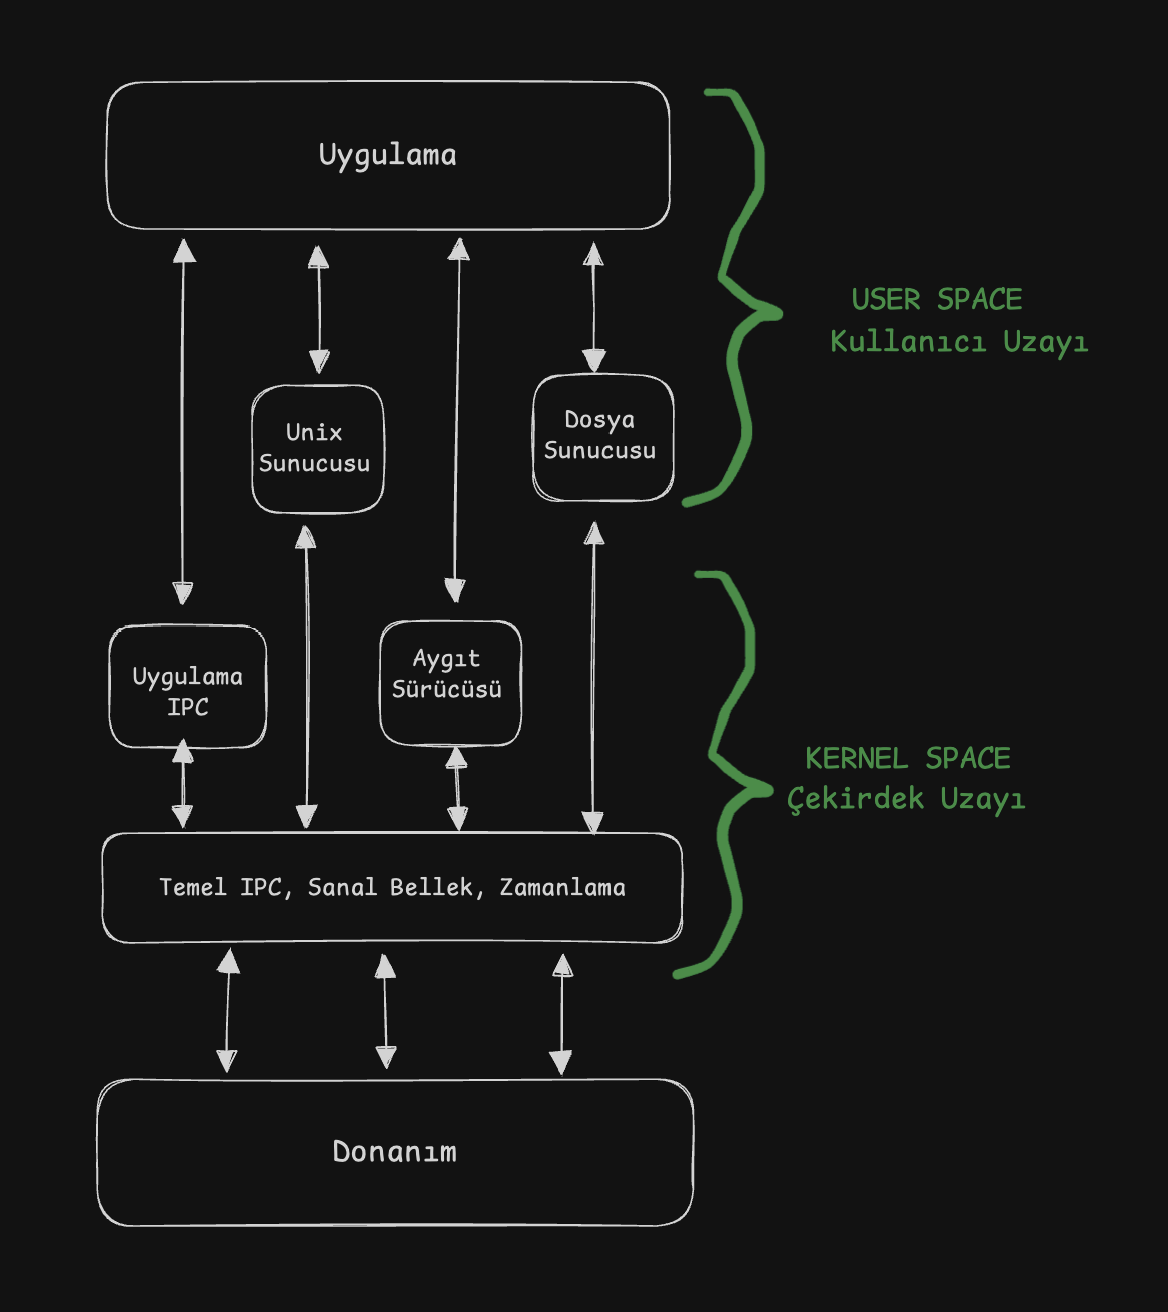 Uygulama
USER SPACE
Kullanıcı Uzayı
Unix
Sunucusu
Dosya
Sunucusu
Uygulama
IPC
Aygıt
Sürücüsü
KERNEL SPACE
Çekirdek Uzayı
Temel IPC, Sanal Bellek, Zamanlama
Donanım